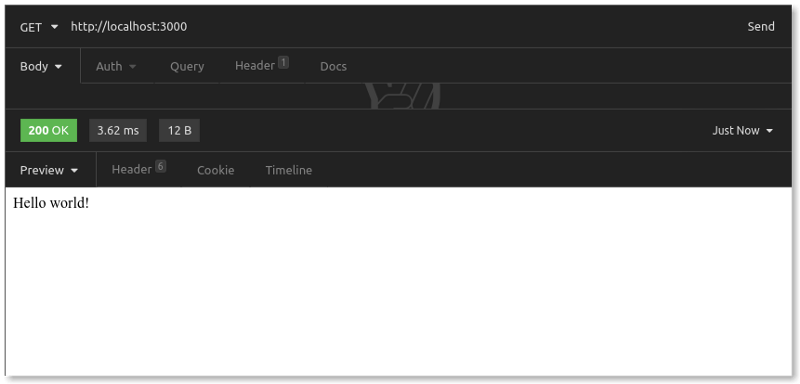 GET http://localhost:3000 Send
Body Auth Query Header 1 Docs
200 OK 3.62 ms 12 B Just Now
Preview Header 6 Cookie Timeline
Hello world!